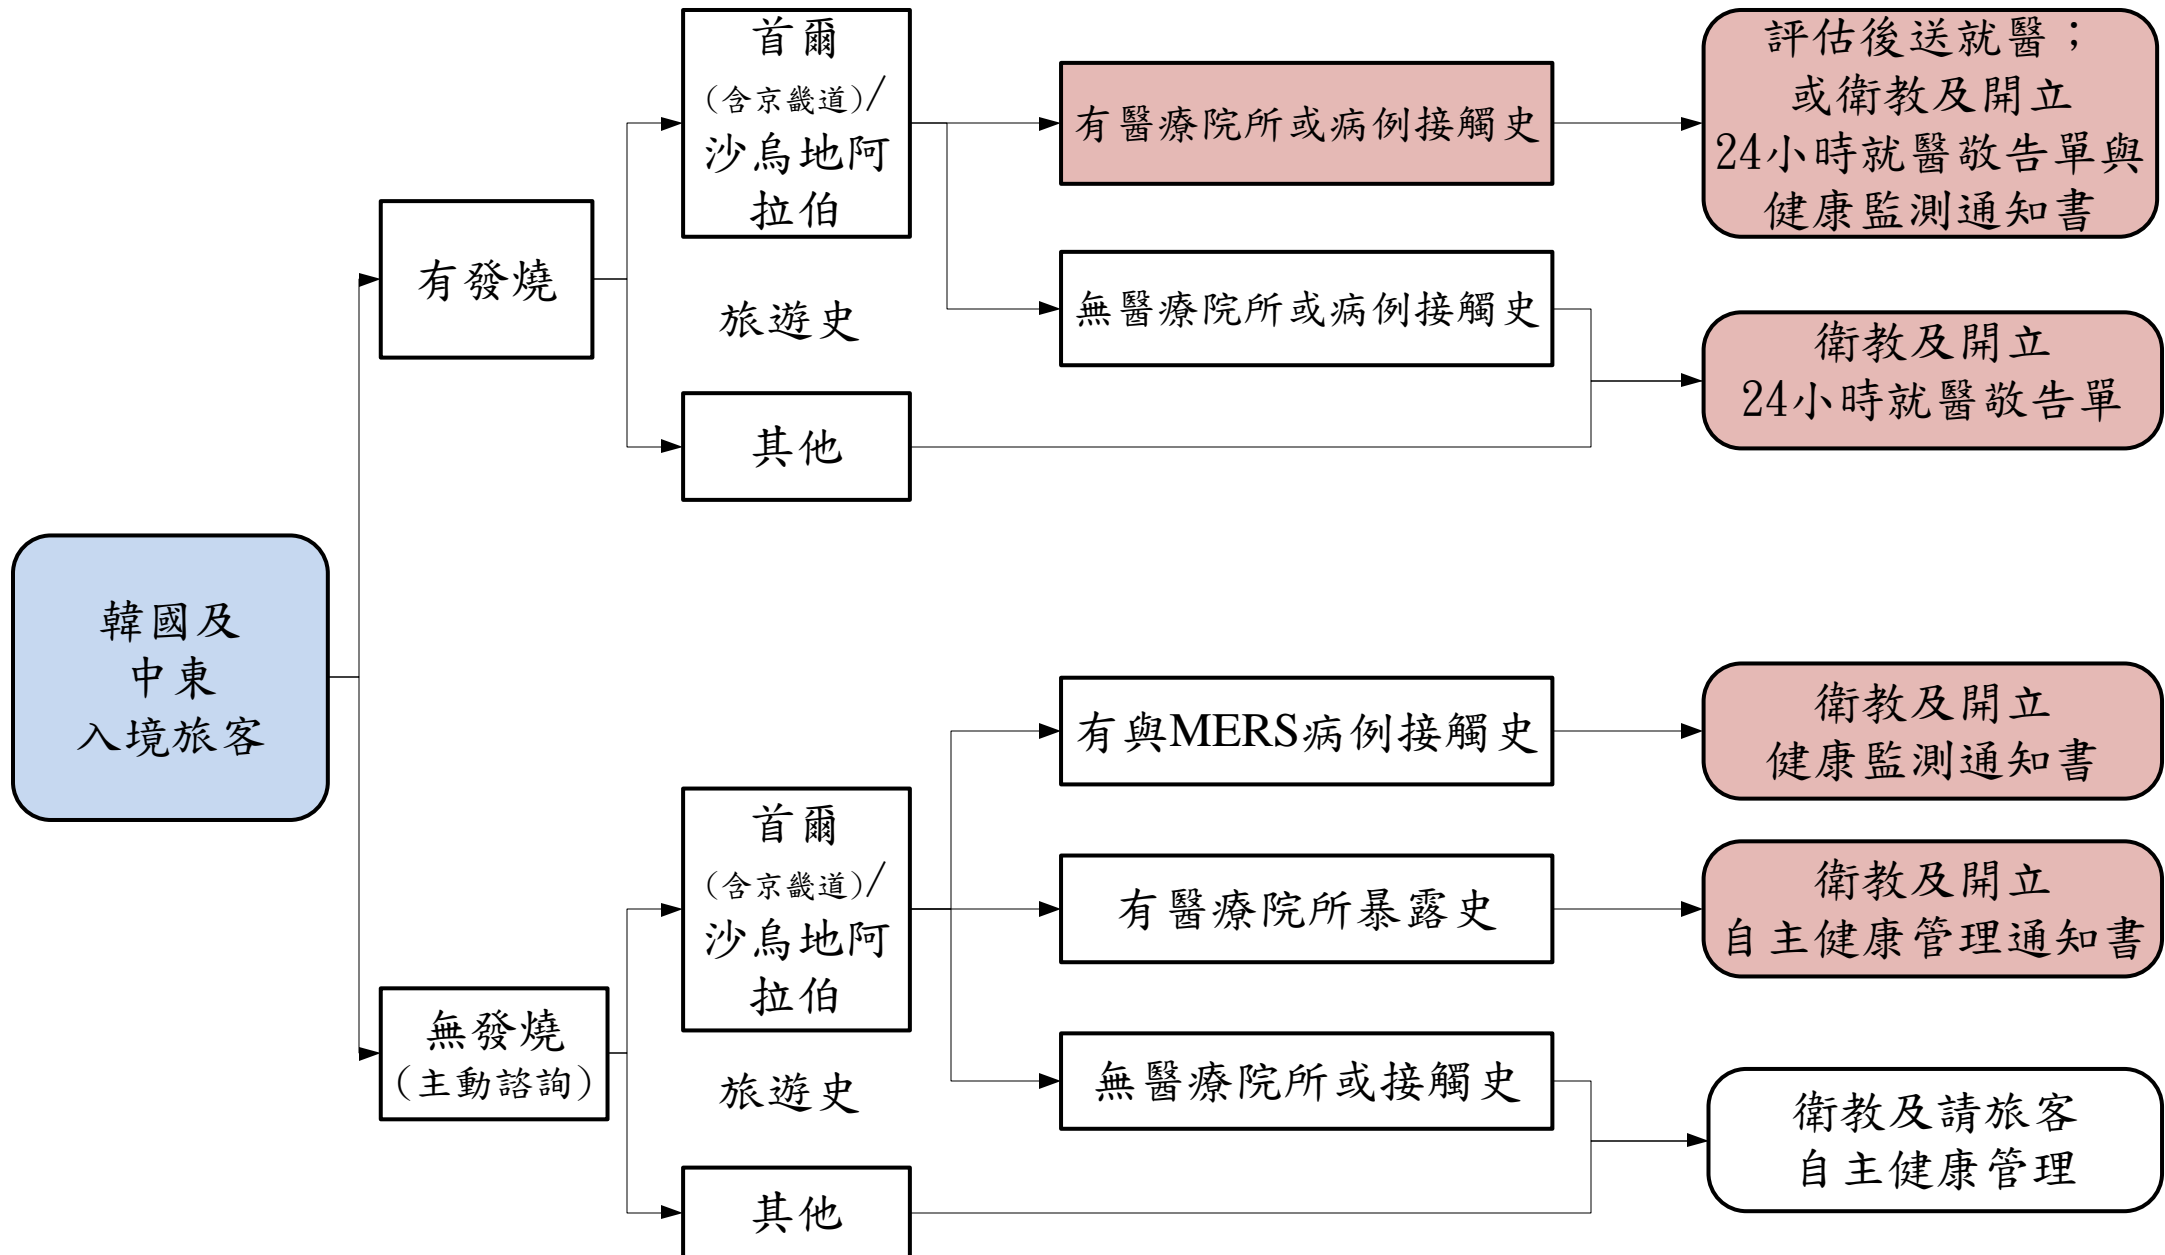 韓國及
中東
入境旅客
有發燒
首爾
(含京畿道)/
沙烏地阿
拉伯
旅遊史
其他
有醫療院所或病例接觸史
無醫療院所或病例接觸史
評估後送就醫；
或衛教及開立
24小時就醫敬告單與
健康監測通知書
衛教及開立
24小時就醫敬告單
無發燒
(主動諮詢)
首爾
(含京畿道)/
沙烏地阿
拉伯
旅遊史
其他
有與MERS病例接觸史
有醫療院所暴露史
無醫療院所或接觸史
衛教及開立
健康監測通知書
衛教及開立
自主健康管理通知書
衛教及請旅客
自主健康管理